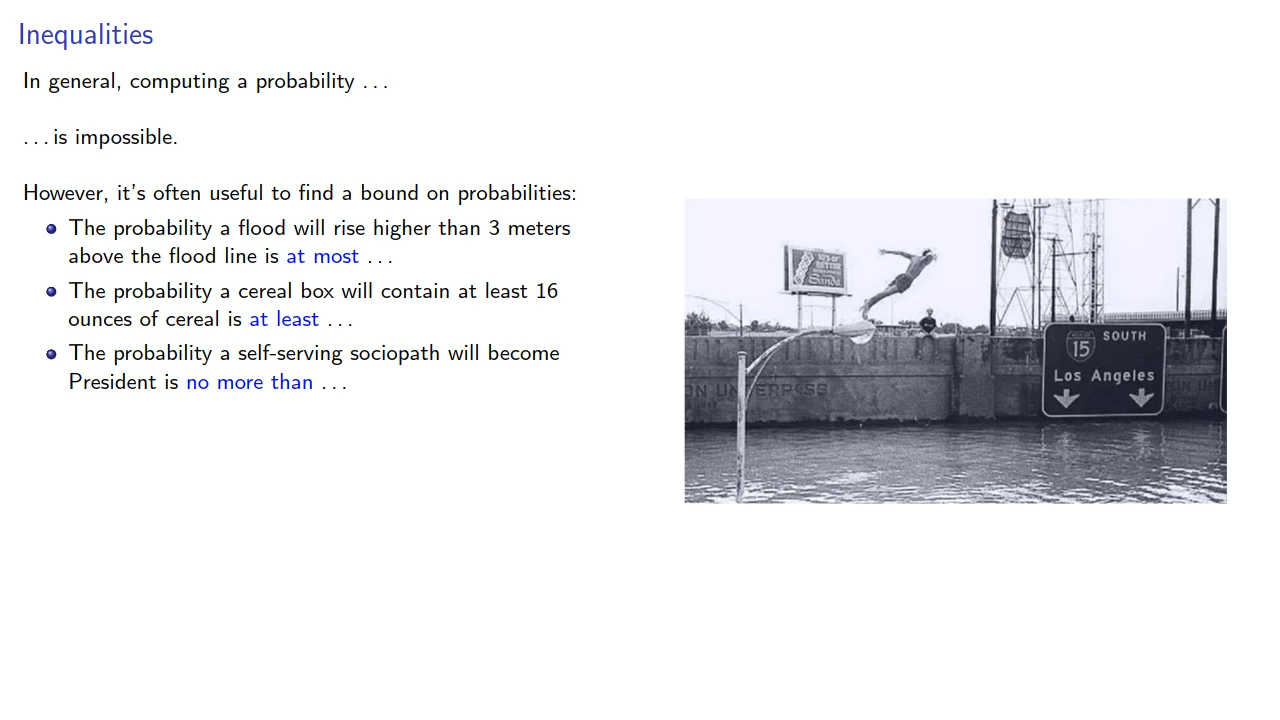 Inequalities
In general, computing a probability . . .
. . . is impossible.
However, it's often useful to find a bound on probabilities:
The probability a flood will rise higher than 3 meters
above the flood line is at most . . .
The probability a cereal box will contain at least 16
ounces of cereal is at least . . .
The probability a self-serving sociopath will become
President is no more than . . .
SOUTH
15
Los Angeles